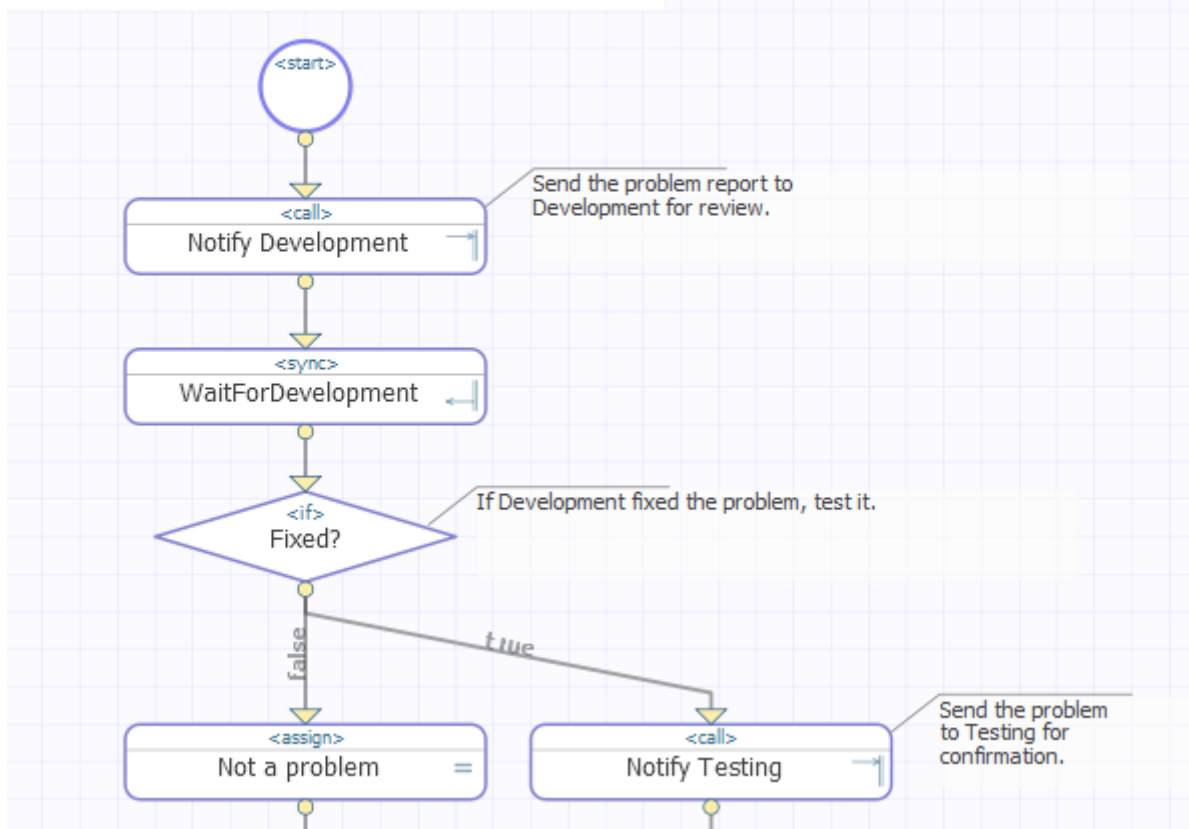 <start>
Send the problem report to
Development for review.
<call>
Notify Development
<sync>
WaitForDevelopment
If Development fixed the problem, test it.
<if>
Fixed?
false
true
Send the problem
to Testing for
confirmation.
<assign>
Not a problem
=
<call>
Notify Testing